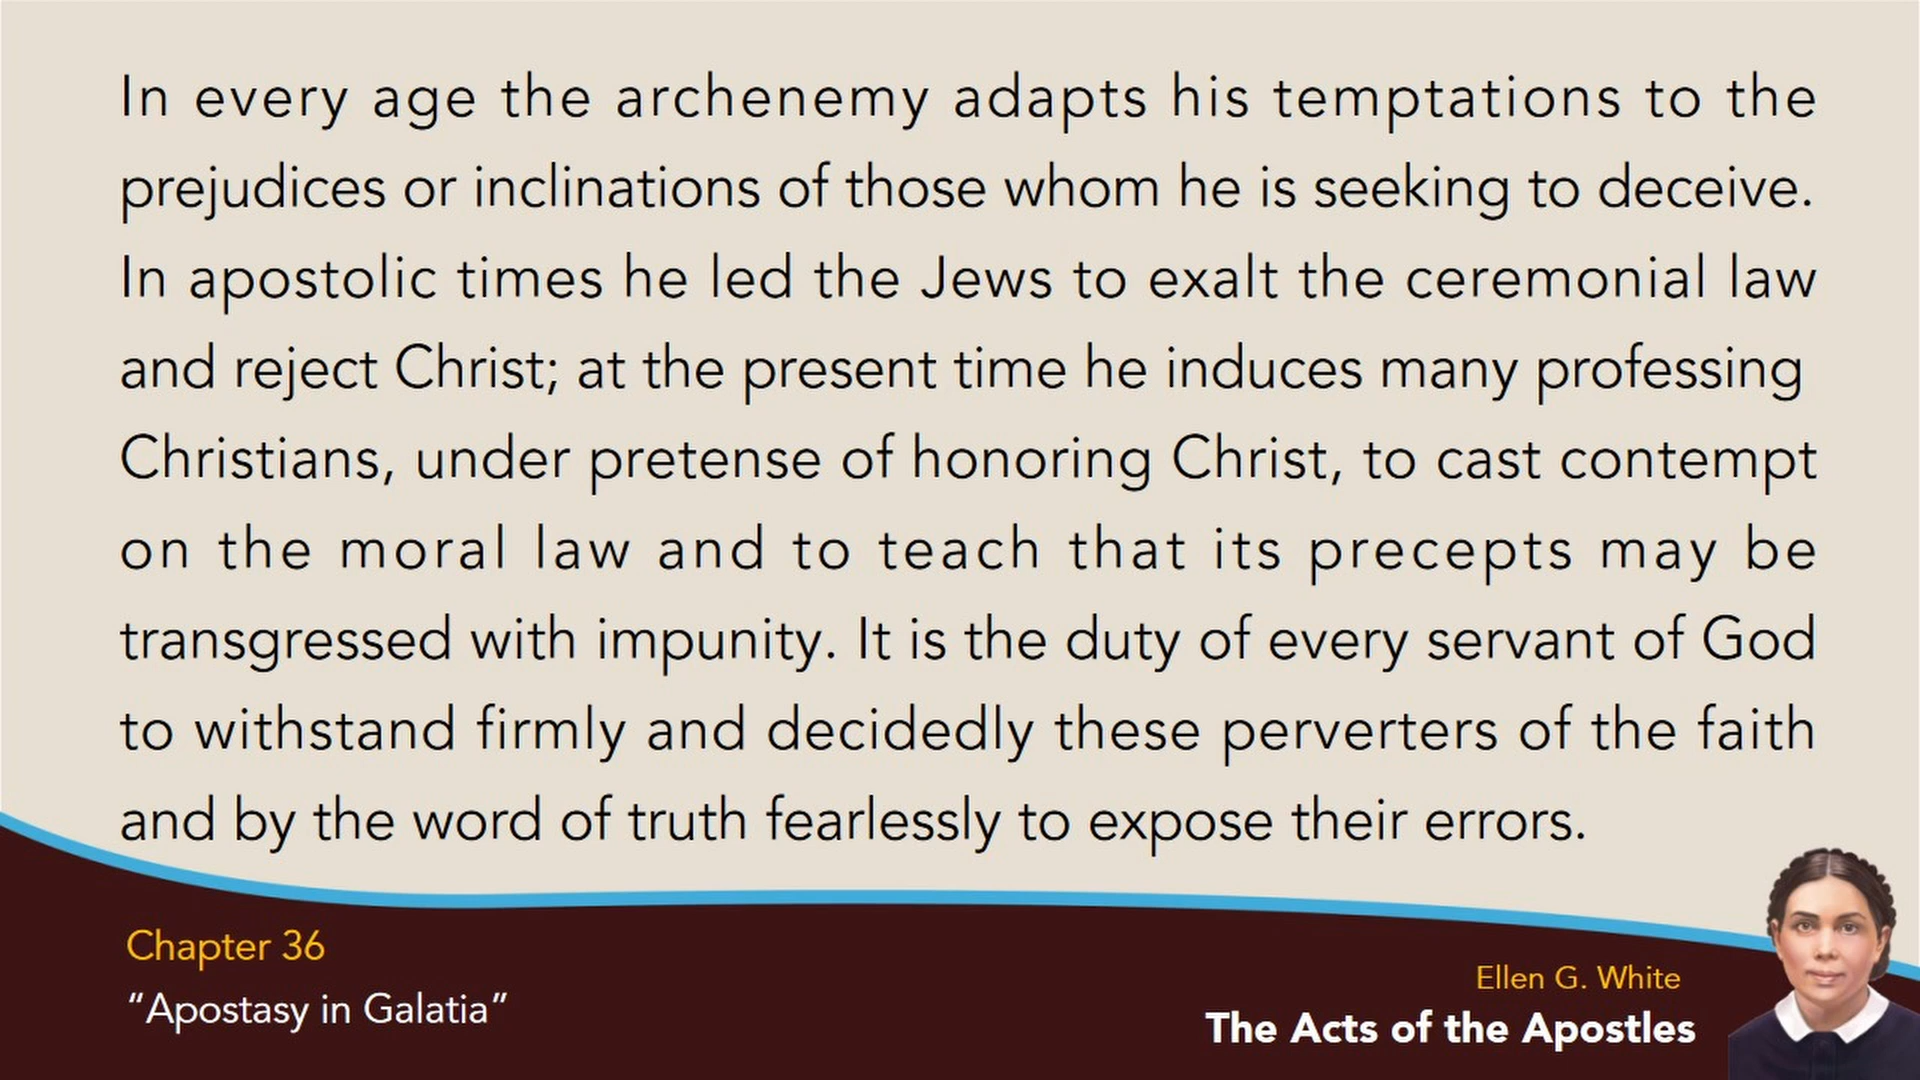 In every age the archenemy adapts his temptations to the
prejudices or inclinations of those whom he is seeking to deceive.
In apostolic times he led the Jews to exalt the ceremonial law
and reject Christ; at the present time he induces many professing
Christians, under pretense of honoring Christ, to cast contempt
on the moral law and to teach that its precepts may be
transgressed with impunity. It is the duty of every servant of God
to withstand firmly and decidedly these perverters of the faith
and by the word of truth fearlessly to expose their errors.
Chapter 36
“Apostasy in Galatia”
Ellen G. White
The Acts of the Apostles